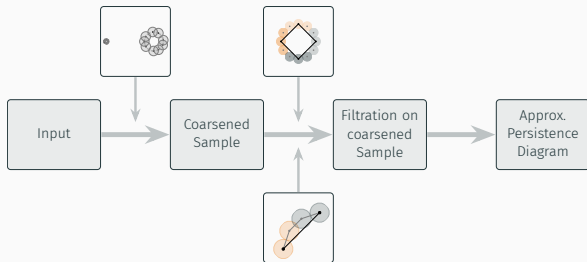 Input
Coarsened
Sample
Filtration on
coarsened
Sample
Approx.
Persistence
Diagram